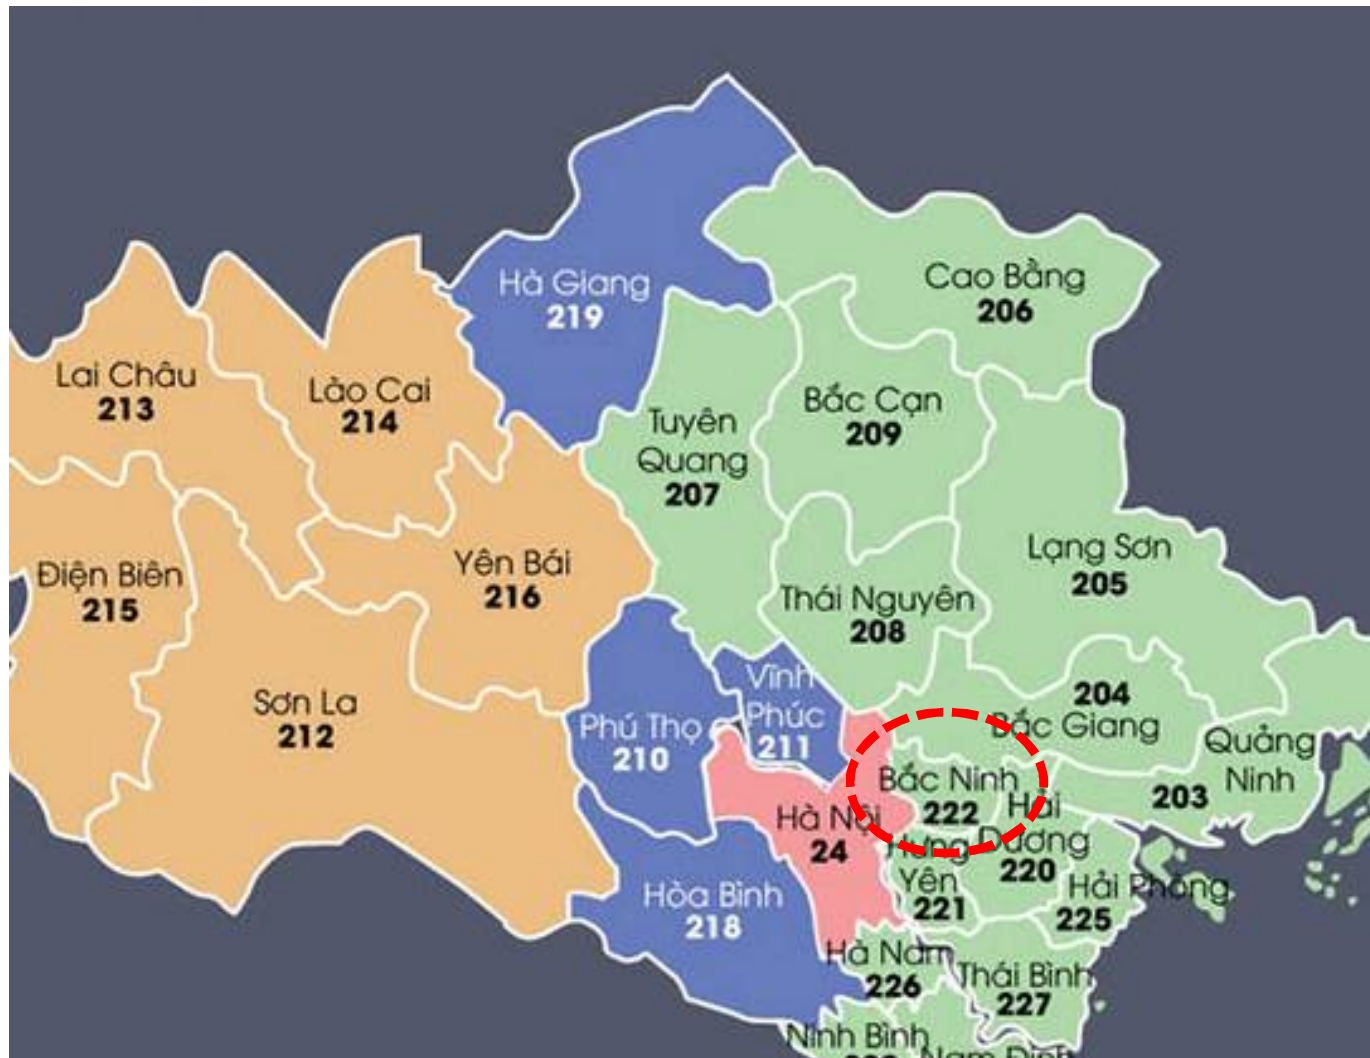 Hà Giang
219
Cao Bằng
206
Lai Châu
213
Lào Cai
214
Bắc Cạn
209
Tuyên
Quang
207
Lạng Sơn
205
Yên Bái
216
Điện Biên
215
Thái Nguyên
208
Sơn La
212
Vĩnh
Phúc
211
Phú Thọ
210
204
Bắc Giang
Quảng
Ninh
203
Bắc Ninh
222
Hải
Dương
220
Hà Nội
24
Hưng
Yên
221
Hải Phòng
225
Hòa Bình
218
Hà Nam
226
Thái Bình
227
Ninh Bình
Nam Định